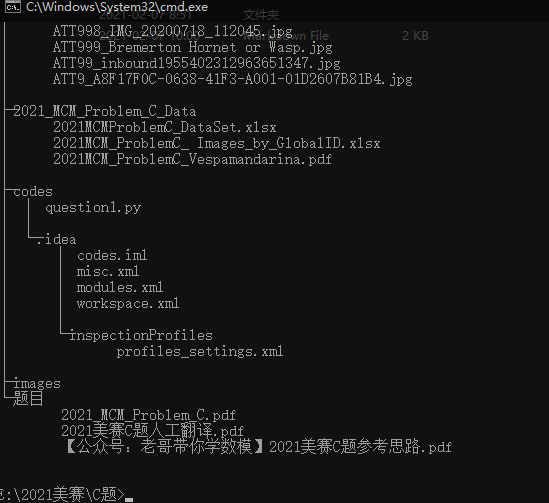 C:\Windows\System32\cmd.exe
2021-02-07 8:51 文件夹
ATT998_IMG_20200718_112045.jpg
ATT999_Bremerton Hornet or Wasp.jpg
Markdown File 2 KB
ATT99_inbound1955402312963651347.jpg
ATT9_A8F17F0C-0638-41F3-A001-01D2607B81B4.jpg
2021_MCM_Problem_C_Data
2021MCMProblemC_DataSet.xlsx
2021MCM_ProblemC_ Images_by_GlobalID.xlsx
2021MCM_ProblemC_Vespamandarina.pdf
codes
question1.py
.idea
codes.iml
misc.xml
modules.xml
workspace.xml
inspectionProfiles
profiles_settings.xml
images
题目
2021_MCM_Problem_C.pdf
2021美赛C题人工翻译.pdf
【公众号：老哥带你学数模】2021美赛C题参考思路.pdf
E:\2021美赛\C题>